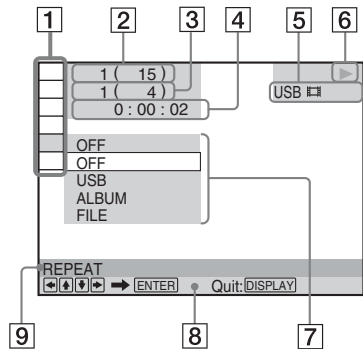 1 2 3 4 5 6
1 ( 15)
1 ( 4)
USB
0 : 00 : 02
OFF
OFF
USB
ALBUM
FILE
REPEAT
ENTER Quit: DISPLAY
9 8 7